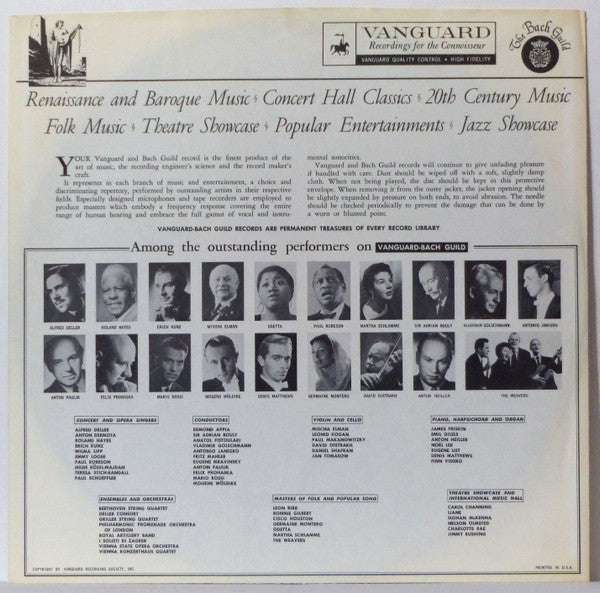 VANGUARD
Recordings for the Connoisseur
VANGUARD QUALITY CONTROL • HIGH FIDELITY
The Bach Guild
Renaissance and Baroque Music § Concert Hall Classics § 20th Century Music
Folk Music § Theatre Showcase § Popular Entertainments § Jazz Showcase
YOUR Vanguard and Bach Guild record is the finest product of the
art of music, the recording engineer's science and the record maker's
craft.
It represents in each branch of music and entertainment, a choice and
discriminating repertory, performed by outstanding artists in their respective
fields. Especially designed microphones and tape recorders are employed to
produce masters which embody a frequency response covering the entire
range of human hearing and embrace the full gamut of vocal and instru-
mental sonorities.
Vanguard and Bach Guild records will continue to give unfading pleasure
if handled with care. Dust should be wiped off with a soft, slightly damp
cloth. When not being played, the disc should be kept in this protective
envelope. When removing it from the outer jacket, the jacket opening should
be slightly expanded by pressure on both ends, to avoid abrasion. The needle
should be checked periodically to prevent the damage that can be done by
a worn or blunted point.
VANGUARD-BACH GUILD RECORDS ARE PERMANENT TREASURES OF EVERY RECORD LIBRARY
Among the outstanding performers on VANGUARD-BACH GUILD
ALFRED DELLER ROLAND HAYES ERICH KUNZ MISCHA ELMAN ODETTA PAUL ROBESON MARTHA SCHLAMME SIR ADRIAN BOULT VLADIMIR GOLSCHMANN ANTONIO JANIGRO
ANTON PAULIK FELIX PROHASKA MARIO ROSSI MOGENS WÖLDIKE DENIS MATTHEWS GERMAINE MONTERO DAVID OISTRAKH ANTON HEILLER THE WEAVERS
CONCERT AND OPERA SINGERS
ALFRED DELLER
ANTON DERMOTA
ROLAND HAYES
ERICH KUNZ
WILMA LIPP
EMMY LOOSE
PAUL ROBESON
HILDE RÖSSL-MAJDAN
TERESA STICH-RANDALL
PAUL SCHOEFFLER
CONDUCTORS
EDMOND APPIA
SIR ADRIAN BOULT
ANATOL FISTOULARI
VLADIMIR GOLSCHMANN
ANTONIO JANIGRO
FRITZ MAHLER
EUGENE MRAVINSKY
ANTON PAULIK
FELIX PROHASKA
MARIO ROSSI
MOGENS WÖLDIKE
VIOLIN AND CELLO
MISCHA ELMAN
LEONID KOGAN
PAUL MAKANOWITZKY
DAVID OISTRAKH
DANIEL SHAFRAN
JAN TOMASOW
PIANO, HARPSICHORD AND ORGAN
JAMES FRISKIN
EMIL GILELS
ANTON HEILLER
NOËL LEE
EUGENE LIST
DENIS MATTHEWS
FINN VIDERO
ENSEMBLES AND ORCHESTRAS
BEETHOVEN STRING QUARTET
DELLER CONSORT
GRILLER STRING QUARTET
PHILHARMONIC PROMENADE ORCHESTRA
OF LONDON
ROYAL ARTILLERY BAND
I SOLISTI DI ZAGREB
VIENNA STATE OPERA ORCHESTRA
VIENNA KONZERTHAUS QUARTET
MASTERS OF FOLK AND POPULAR SONG
LEON BIBB
RONNIE GILBERT
CISCO HOUSTON
GERMAINE MONTERO
ODETTA
MARTHA SCHLAMME
THE WEAVERS
THEATRE SHOWCASE AND
INTERNATIONAL MUSIC HALL
CAROL CHANNING
LIANE
SIOHAN McKENNA
NELSON OLMSTED
CHARLOTTE RAE
JIMMY RUSHING
COPYRIGHT BY VANGUARD RECORDING SOCIETY, INC.
PRINTED IN U.S.A.